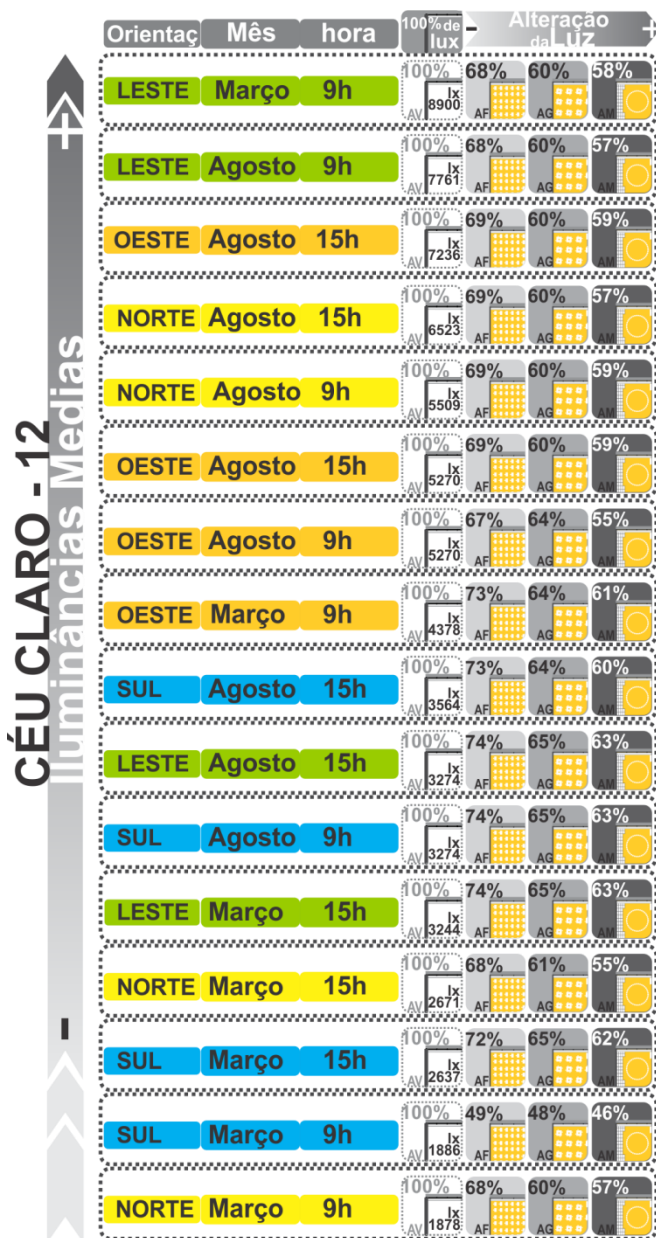 Orientaç Mês hora 100% de lux - Alteração da Luz +
LESTE Março 9h 100% AV lx 8900 68% AF 60% AG 58% AM
LESTE Agosto 9h 100% AV lx 7761 68% AF 60% AG 57% AM
OESTE Agosto 15h 100% AV lx 7236 69% AF 60% AG 59% AM
NORTE Agosto 15h 100% AV lx 6523 69% AF 60% AG 57% AM
NORTE Agosto 9h 100% AV lx 5509 69% AF 60% AG 59% AM
OESTE Agosto 15h 100% AV lx 5270 69% AF 60% AG 59% AM
OESTE Agosto 9h 100% AV lx 5270 67% AF 64% AG 55% AM
OESTE Março 9h 100% AV lx 4378 73% AF 64% AG 61% AM
SUL Agosto 15h 100% AV lx 3564 73% AF 64% AG 60% AM
LESTE Agosto 15h 100% AV lx 3274 74% AF 65% AG 63% AM
SUL Agosto 9h 100% AV lx 3274 74% AF 65% AG 63% AM
LESTE Março 15h 100% AV lx 3244 74% AF 65% AG 63% AM
NORTE Março 15h 100% AV lx 2671 68% AF 61% AG 55% AM
SUL Março 15h 100% AV lx 2637 72% AF 65% AG 62% AM
SUL Março 9h 100% AV lx 1886 49% AF 48% AG 46% AM
NORTE Março 9h 100% AV lx 1878 68% AF 60% AG 57% AM
CÉU CLARO - 12
- Iluminâncias Medias +